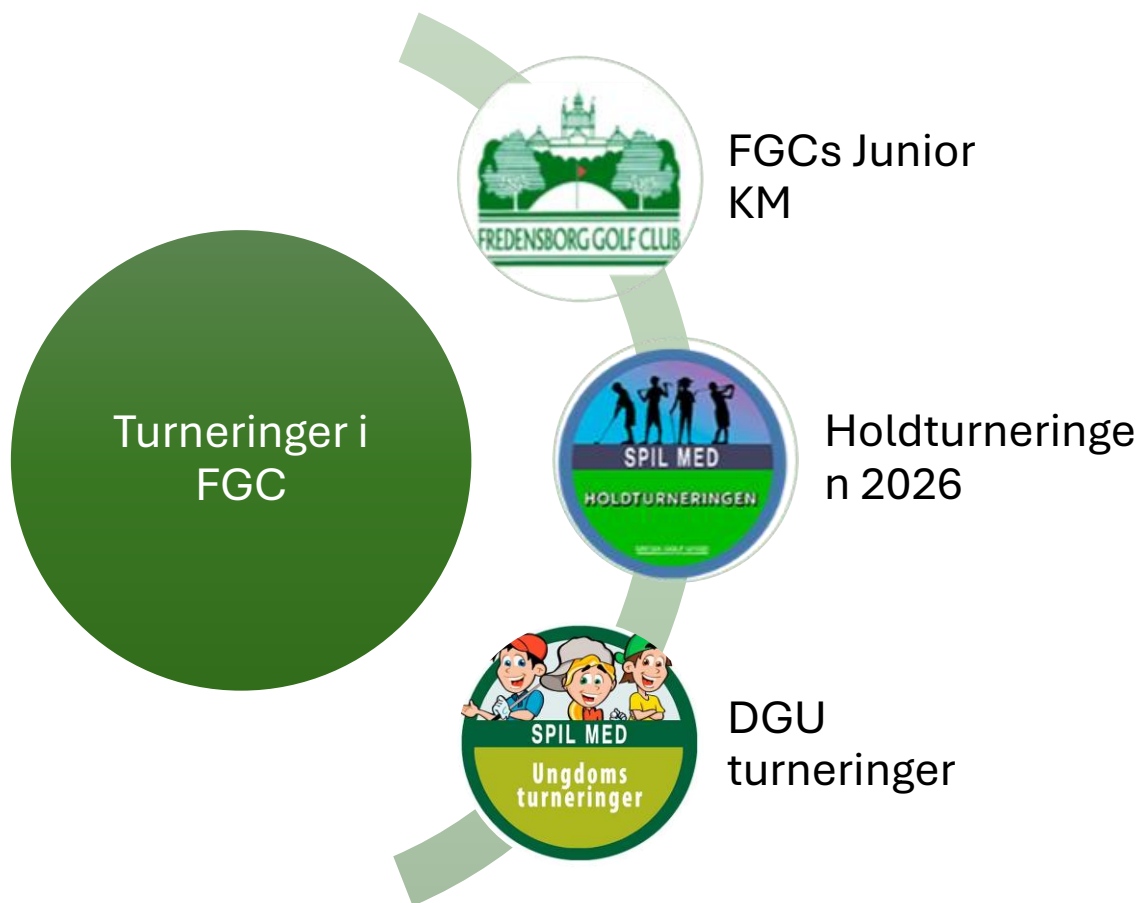 Turneringer i
FGC
FREDENSBORG GOLF CLUB
FGCs Junior
KM
SPIL MED
HOLDTURNERINGEN
Holdturneringe
n 2026
SPIL MED
Ungdoms
turneringer
DGU
turneringer